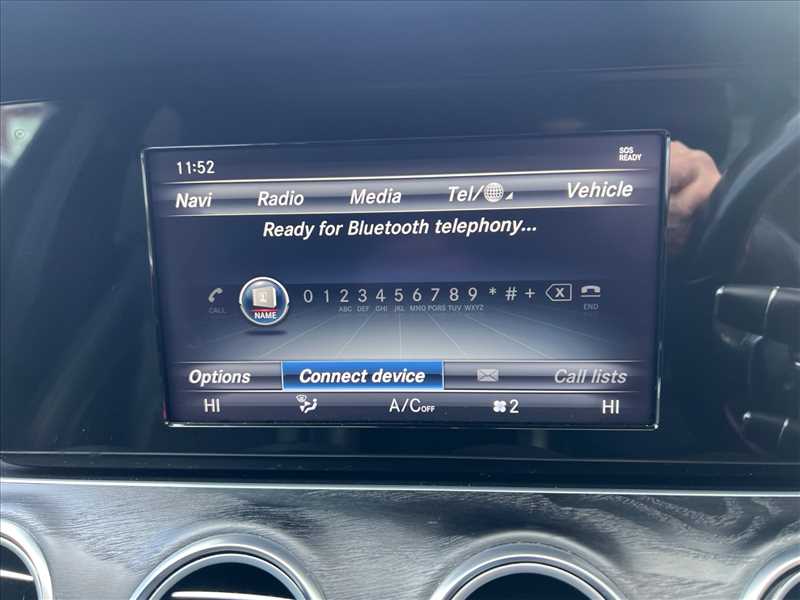 11:52 SOS
READY
Navi Radio Media Tel/ Vehicle
Ready for Bluetooth telephony...
CALL NAME 0 1 2 3 4 5 6 7 8 9 * # + X END
ABC DEF GHI JKL MNO PQRS TUV WXYZ
Options Connect device Call lists
HI A/C OFF 2 HI